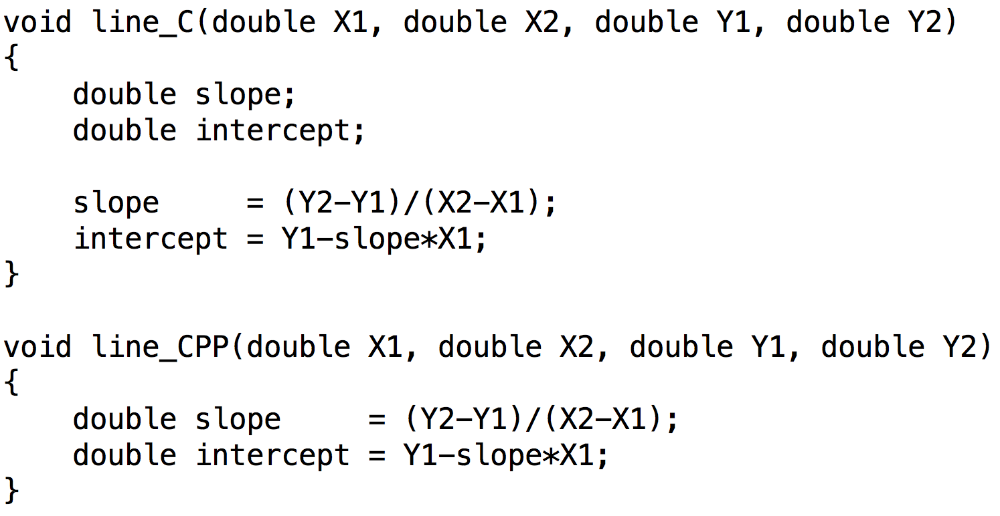 void line_C(double X1, double X2, double Y1, double Y2)
{
    double slope;
    double intercept;

    slope     = (Y2-Y1)/(X2-X1);
    intercept = Y1-slope*X1;
}

void line_CPP(double X1, double X2, double Y1, double Y2)
{
    double slope     = (Y2-Y1)/(X2-X1);
    double intercept = Y1-slope*X1;
}